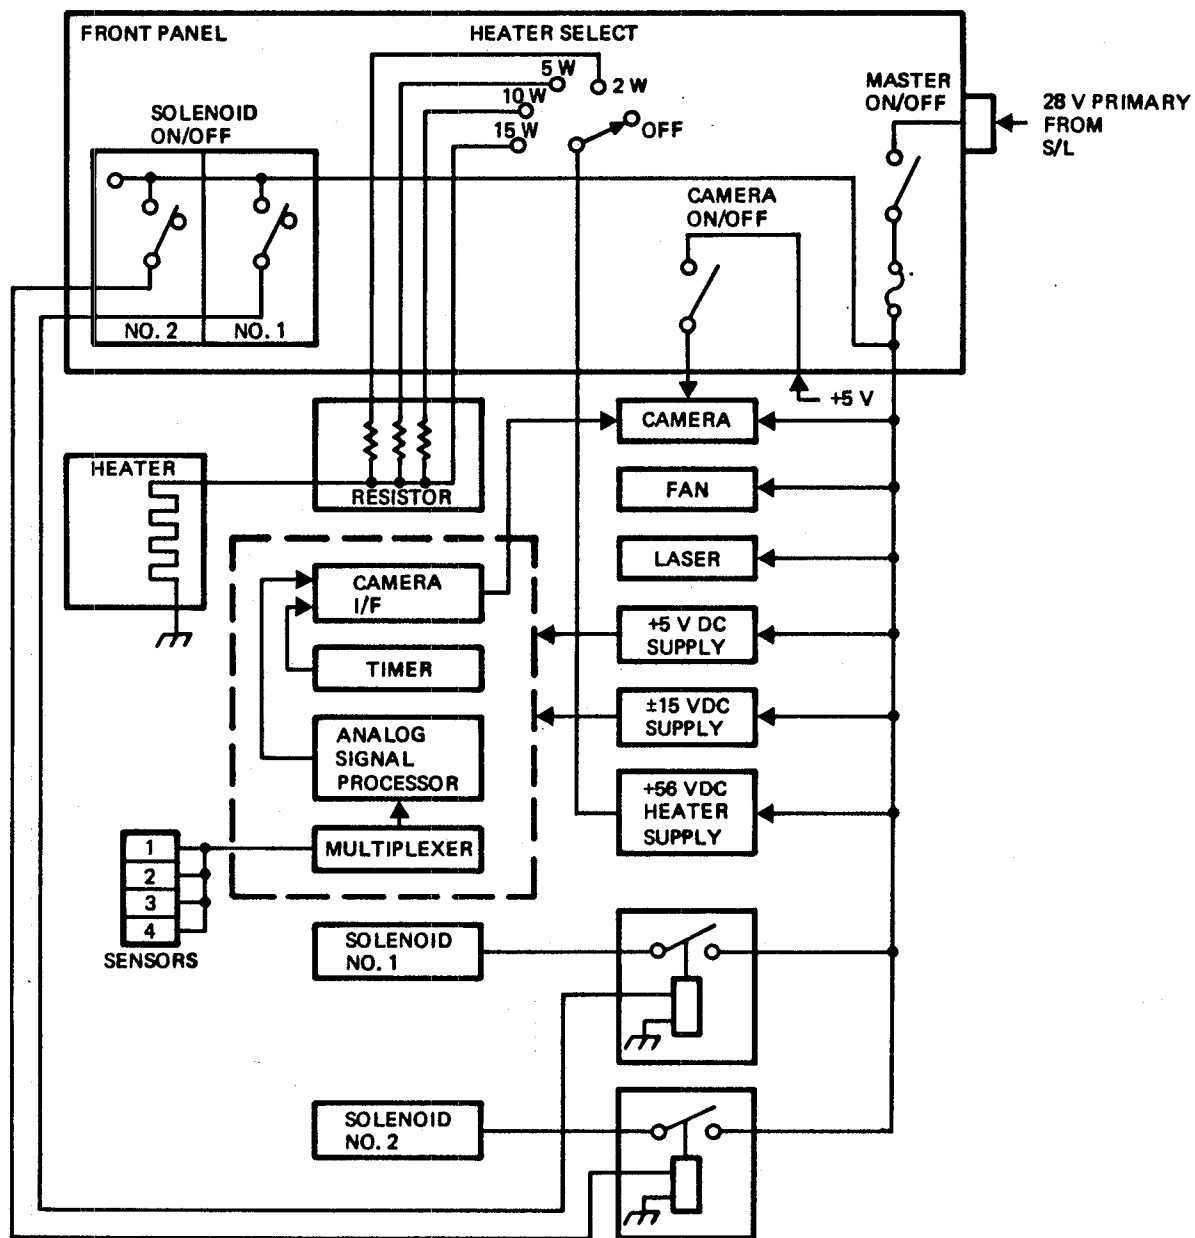 FRONT PANEL
HEATER SELECT
5 W
2 W
10 W
15 W
OFF
MASTER
ON/OFF
28 V PRIMARY
FROM
S/L
SOLENOID
ON/OFF
CAMERA
ON/OFF
NO. 2
NO. 1
+5 V
CAMERA
HEATER
RESISTOR
FAN
LASER
CAMERA
I/F
+5 V DC
SUPPLY
TIMER
±15 VDC
SUPPLY
ANALOG
SIGNAL
PROCESSOR
+56 VDC
HEATER
SUPPLY
MULTIPLEXER
1
2
3
4
SENSORS
SOLENOID
NO. 1
SOLENOID
NO. 2